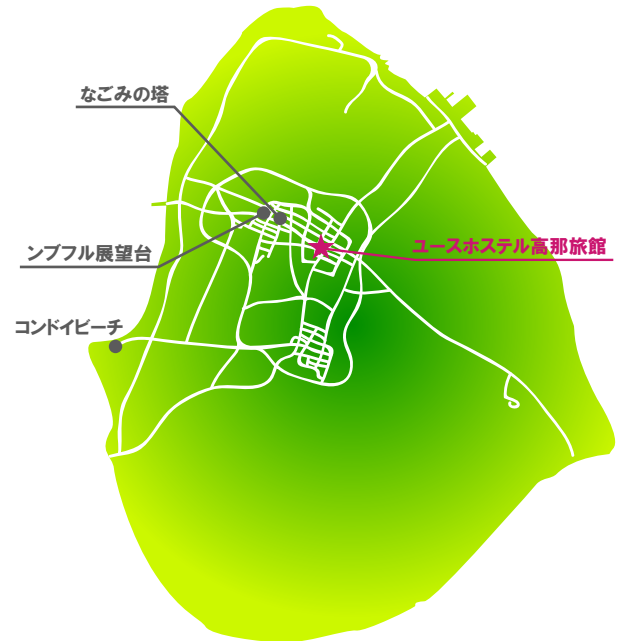 なごみの塔
ユースホステル高那旅館
ンブフル展望台
コンドイビーチ